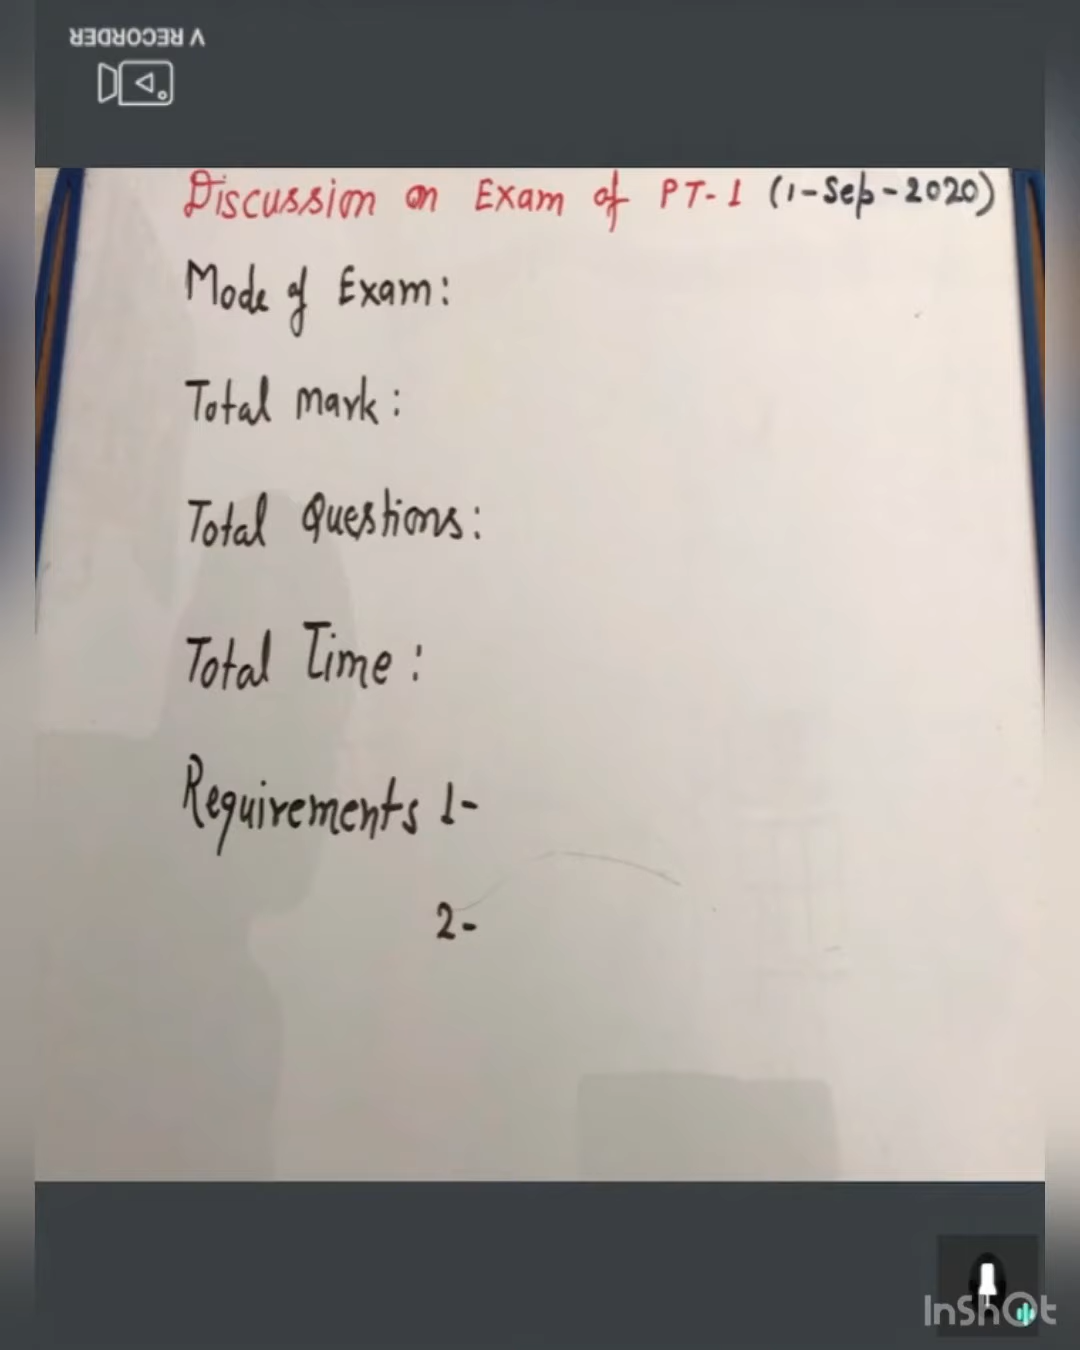 V RECORDER
Discussion on Exam of PT-1 (1-Sep-2020)
Mode of Exam:
Total mark:
Total Questions:
Total Time:
Requirements 1-
2-
InShOt